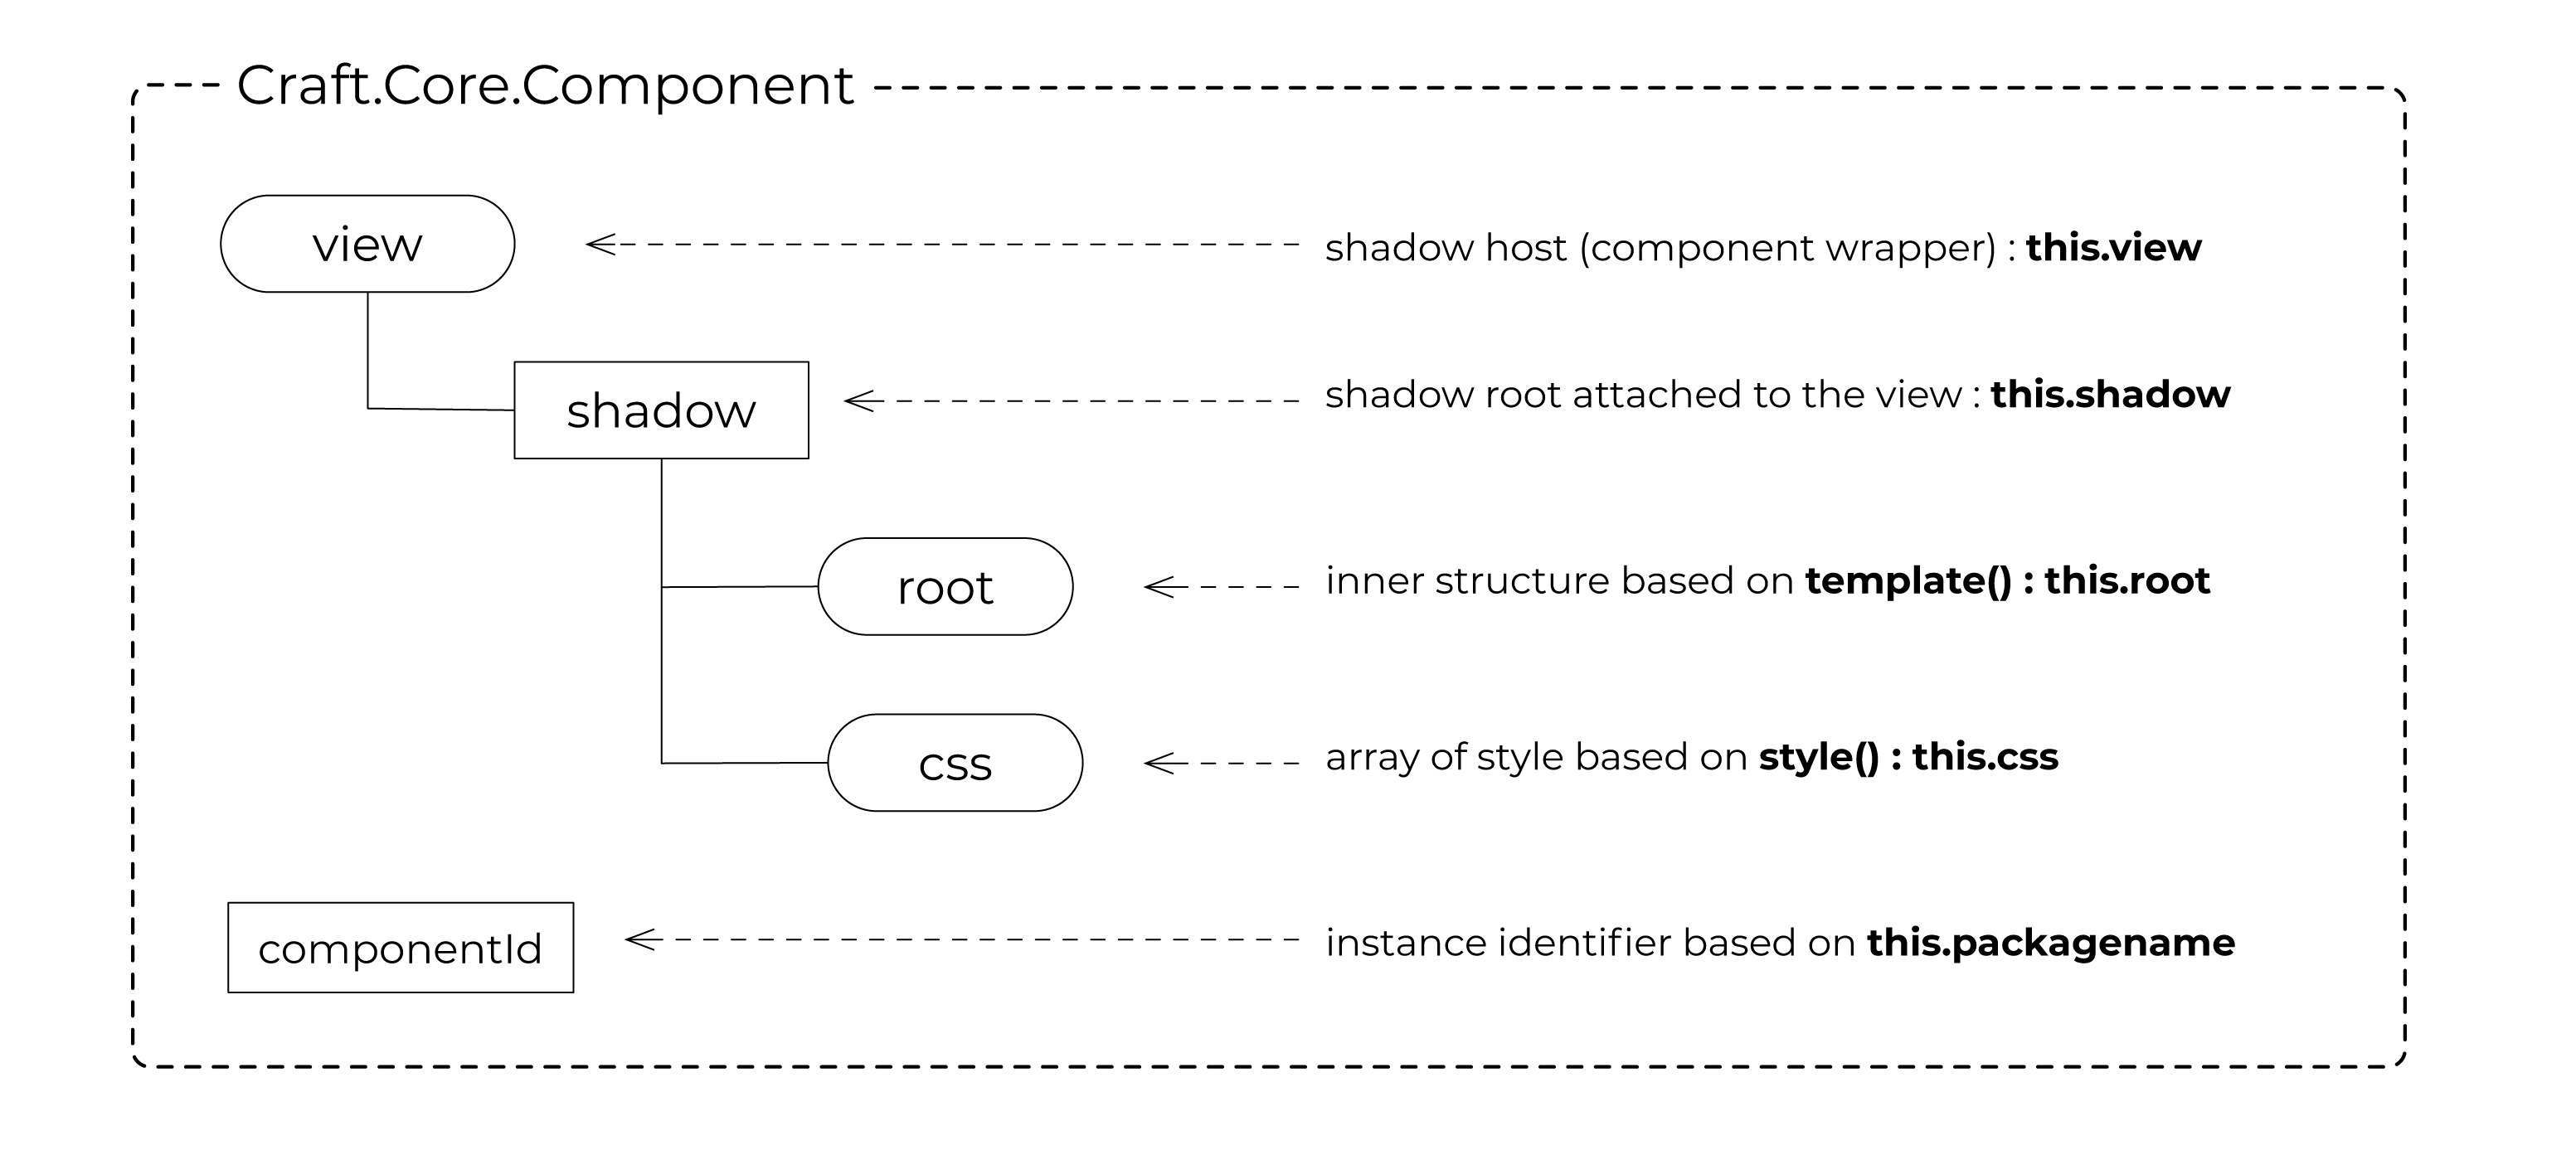 Craft.Core.Component
view
shadow host (component wrapper) : this.view
shadow
shadow root attached to the view : this.shadow
root
inner structure based on template() : this.root
css
array of style based on style() : this.css
componentId
instance identifier based on this.packagename